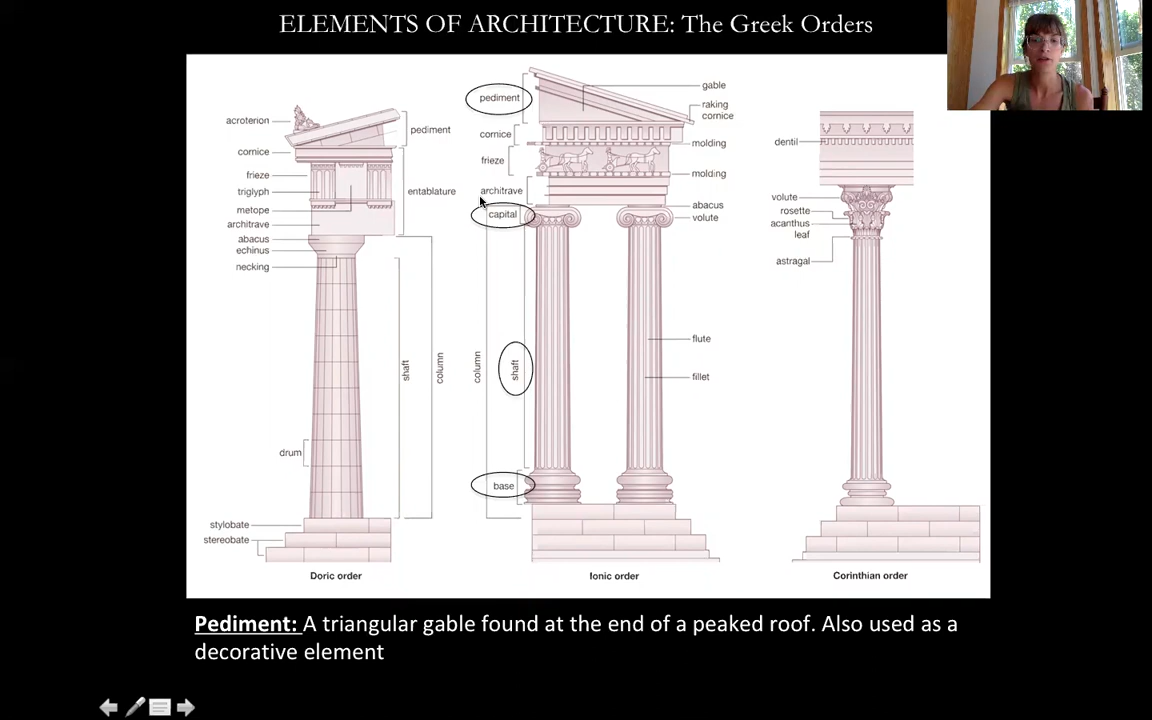 ELEMENTS OF ARCHITECTURE: The Greek Orders
acroterion
pediment
cornice
frieze
triglyph
entablature
metope
architrave
abacus
echinus
necking
shaft
column
drum
stylobate
stereobate
Doric order
pediment
gable
raking
cornice
cornice
molding
frieze
molding
architrave
abacus
capital
volute
column
shaft
flute
fillet
base
Ionic order
dentil
volute
rosette
acanthus
leaf
astragal
Corinthian order
Pediment: A triangular gable found at the end of a peaked roof. Also used as a
decorative element